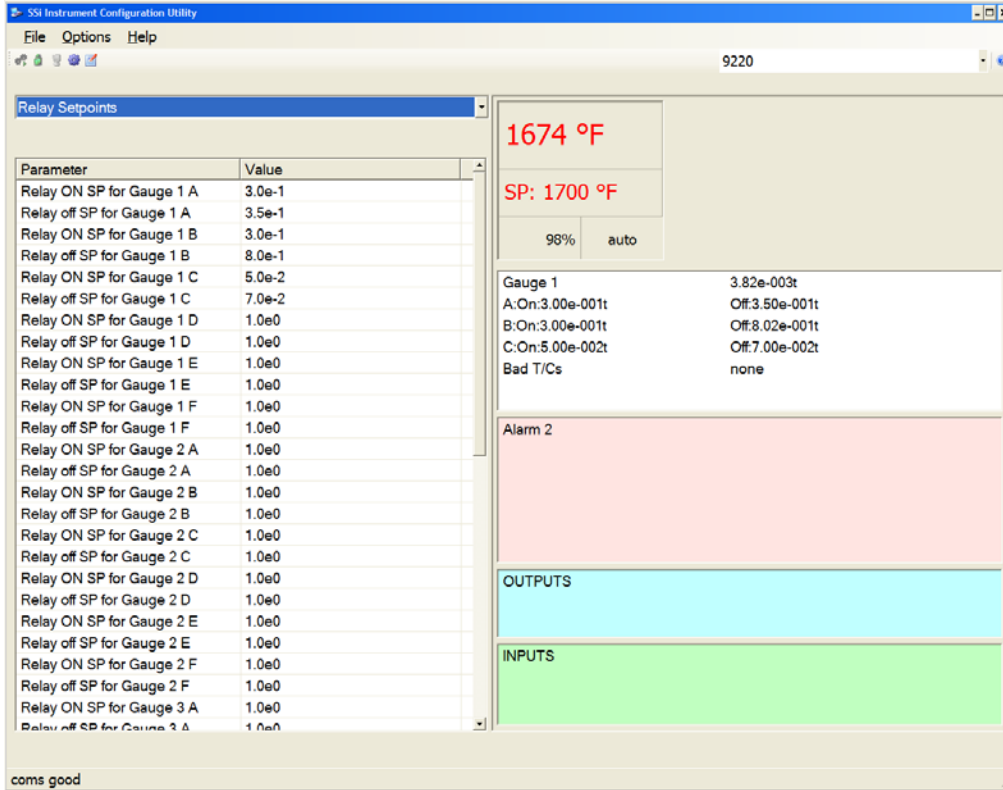 SSi Instrument Configuration Utility
File Options Help
9220
Relay Setpoints
Parameter Value
Relay ON SP for Gauge 1 A 3.0e-1
Relay off SP for Gauge 1 A 3.5e-1
Relay ON SP for Gauge 1 B 3.0e-1
Relay off SP for Gauge 1 B 8.0e-1
Relay ON SP for Gauge 1 C 5.0e-2
Relay off SP for Gauge 1 C 7.0e-2
Relay ON SP for Gauge 1 D 1.0e0
Relay off SP for Gauge 1 D 1.0e0
Relay ON SP for Gauge 1 E 1.0e0
Relay off SP for Gauge 1 E 1.0e0
Relay ON SP for Gauge 1 F 1.0e0
Relay off SP for Gauge 1 F 1.0e0
Relay ON SP for Gauge 2 A 1.0e0
Relay off SP for Gauge 2 A 1.0e0
Relay ON SP for Gauge 2 B 1.0e0
Relay off SP for Gauge 2 B 1.0e0
Relay ON SP for Gauge 2 C 1.0e0
Relay off SP for Gauge 2 C 1.0e0
Relay ON SP for Gauge 2 D 1.0e0
Relay off SP for Gauge 2 D 1.0e0
Relay ON SP for Gauge 2 E 1.0e0
Relay off SP for Gauge 2 E 1.0e0
Relay ON SP for Gauge 2 F 1.0e0
Relay off SP for Gauge 2 F 1.0e0
Relay ON SP for Gauge 3 A 1.0e0
Relay off SP for Gauge 3 A 1.0e0
1674 °F
SP: 1700 °F
98% auto
Gauge 1 3.82e-003t
A:On:3.00e-001t Off:3.50e-001t
B:On:3.00e-001t Off:8.02e-001t
C:On:5.00e-002t Off:7.00e-002t
Bad T/Cs none
Alarm 2
OUTPUTS
INPUTS
coms good